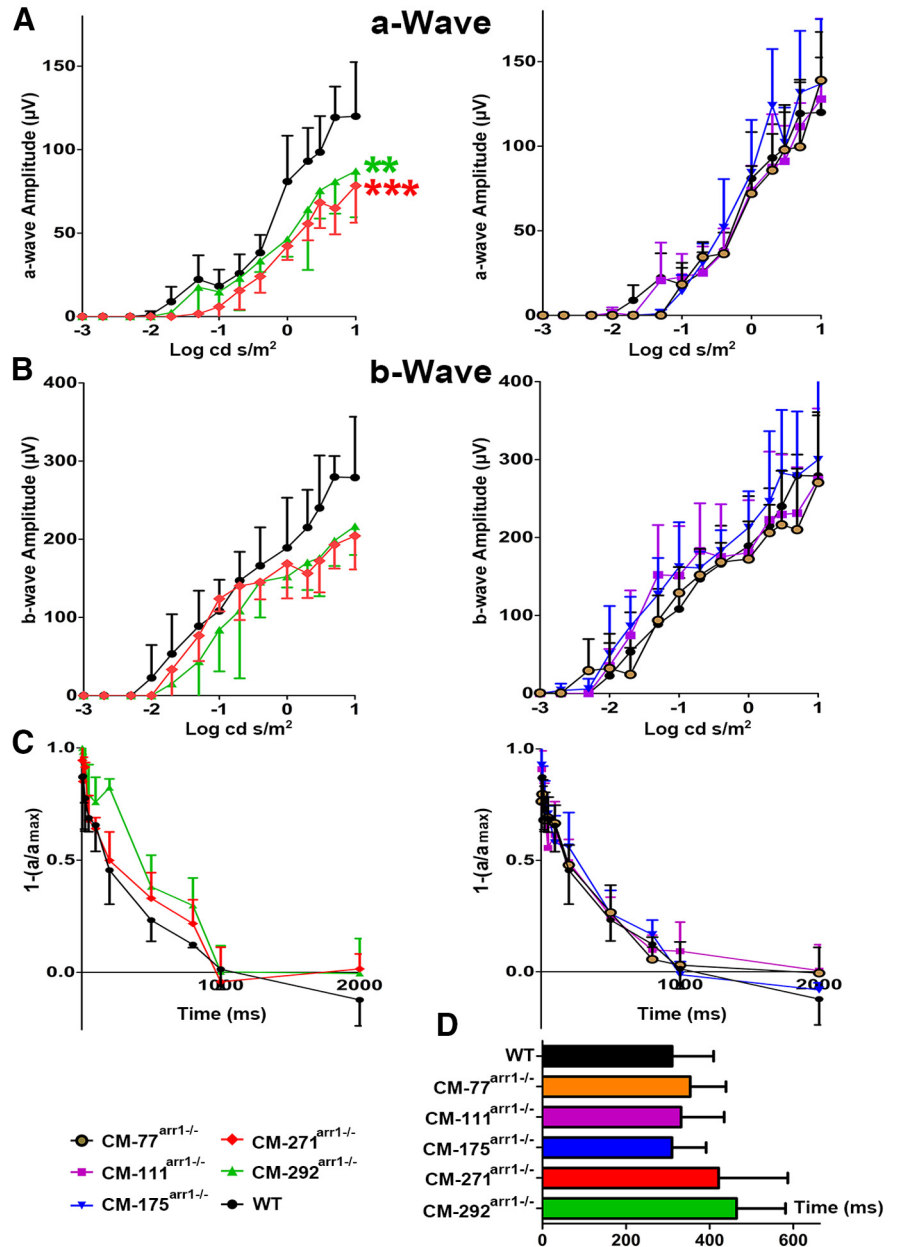 A
a-Wave
a-wave Amplitude (µV)
150
100
50
0
-3 -2 -1 0 1
Log cd s/m²
**
***
a-wave Amplitude (µV)
150
100
50
0
-3 -2 -1 0 1
Log cd s/m²
B
b-Wave
b-wave Amplitude (µV)
400
300
200
100
0
-3 -2 -1 0 1
Log cd s/m²
b-wave Amplitude (µV)
400
300
200
100
0
-3 -2 -1 0 1
Log cd s/m²
C
1-(a/a max)
1.0
0.5
0.0
1000 2000
Time (ms)
1-(a/a max)
1.0
0.5
0.0
1000 2000
Time (ms)
D
WT
CM-77arr1-/-
CM-111arr1-/-
CM-175arr1-/-
CM-271arr1-/-
CM-292arr1-/-
Time (ms)
0 200 400 600
CM-77arr1-/- CM-271arr1-/-
CM-111arr1-/- CM-292arr1-/-
CM-175arr1-/- WT